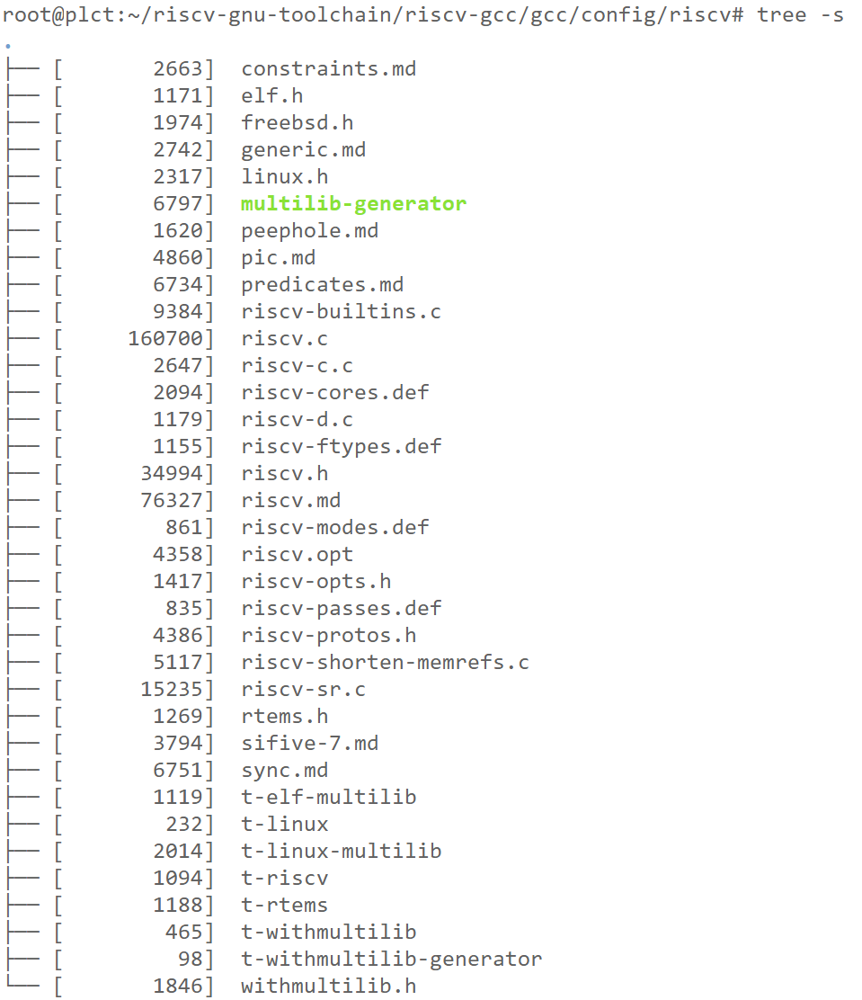 root@plct:~/riscv-gnu-toolchain/riscv-gcc/gcc/config/riscv# tree -s
.
├── [       2663]  constraints.md
├── [       1171]  elf.h
├── [       1974]  freebsd.h
├── [       2742]  generic.md
├── [       2317]  linux.h
├── [       6797]  multilib-generator
├── [       1620]  peephole.md
├── [       4860]  pic.md
├── [       6734]  predicates.md
├── [       9384]  riscv-builtins.c
├── [     160700]  riscv.c
├── [       2647]  riscv-c.c
├── [       2094]  riscv-cores.def
├── [       1179]  riscv-d.c
├── [       1155]  riscv-ftypes.def
├── [      34994]  riscv.h
├── [      76327]  riscv.md
├── [        861]  riscv-modes.def
├── [       4358]  riscv.opt
├── [       1417]  riscv-opts.h
├── [        835]  riscv-passes.def
├── [       4386]  riscv-protos.h
├── [       5117]  riscv-shorten-memrefs.c
├── [      15235]  riscv-sr.c
├── [       1269]  rtems.h
├── [       3794]  sifive-7.md
├── [       6751]  sync.md
├── [       1119]  t-elf-multilib
├── [        232]  t-linux
├── [       2014]  t-linux-multilib
├── [       1094]  t-riscv
├── [       1188]  t-rtems
├── [        465]  t-withmultilib
├── [         98]  t-withmultilib-generator
└── [       1846]  withmultilib.h